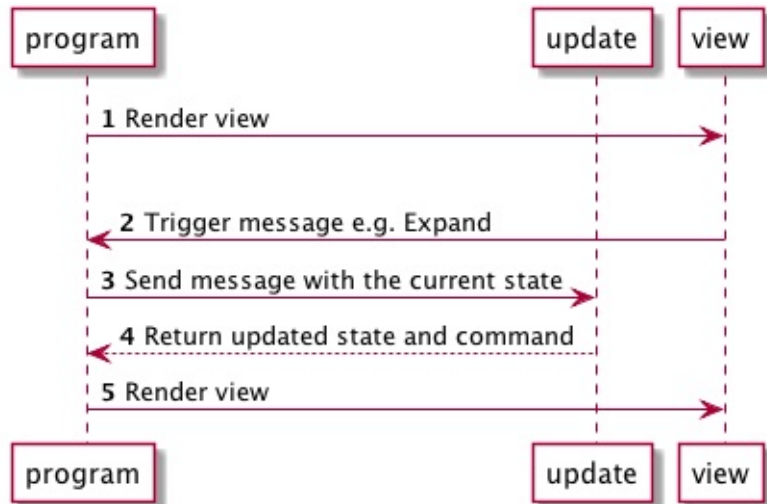 program
update
view
1 Render view
2 Trigger message e.g. Expand
3 Send message with the current state
4 Return updated state and command
5 Render view
program
update
view